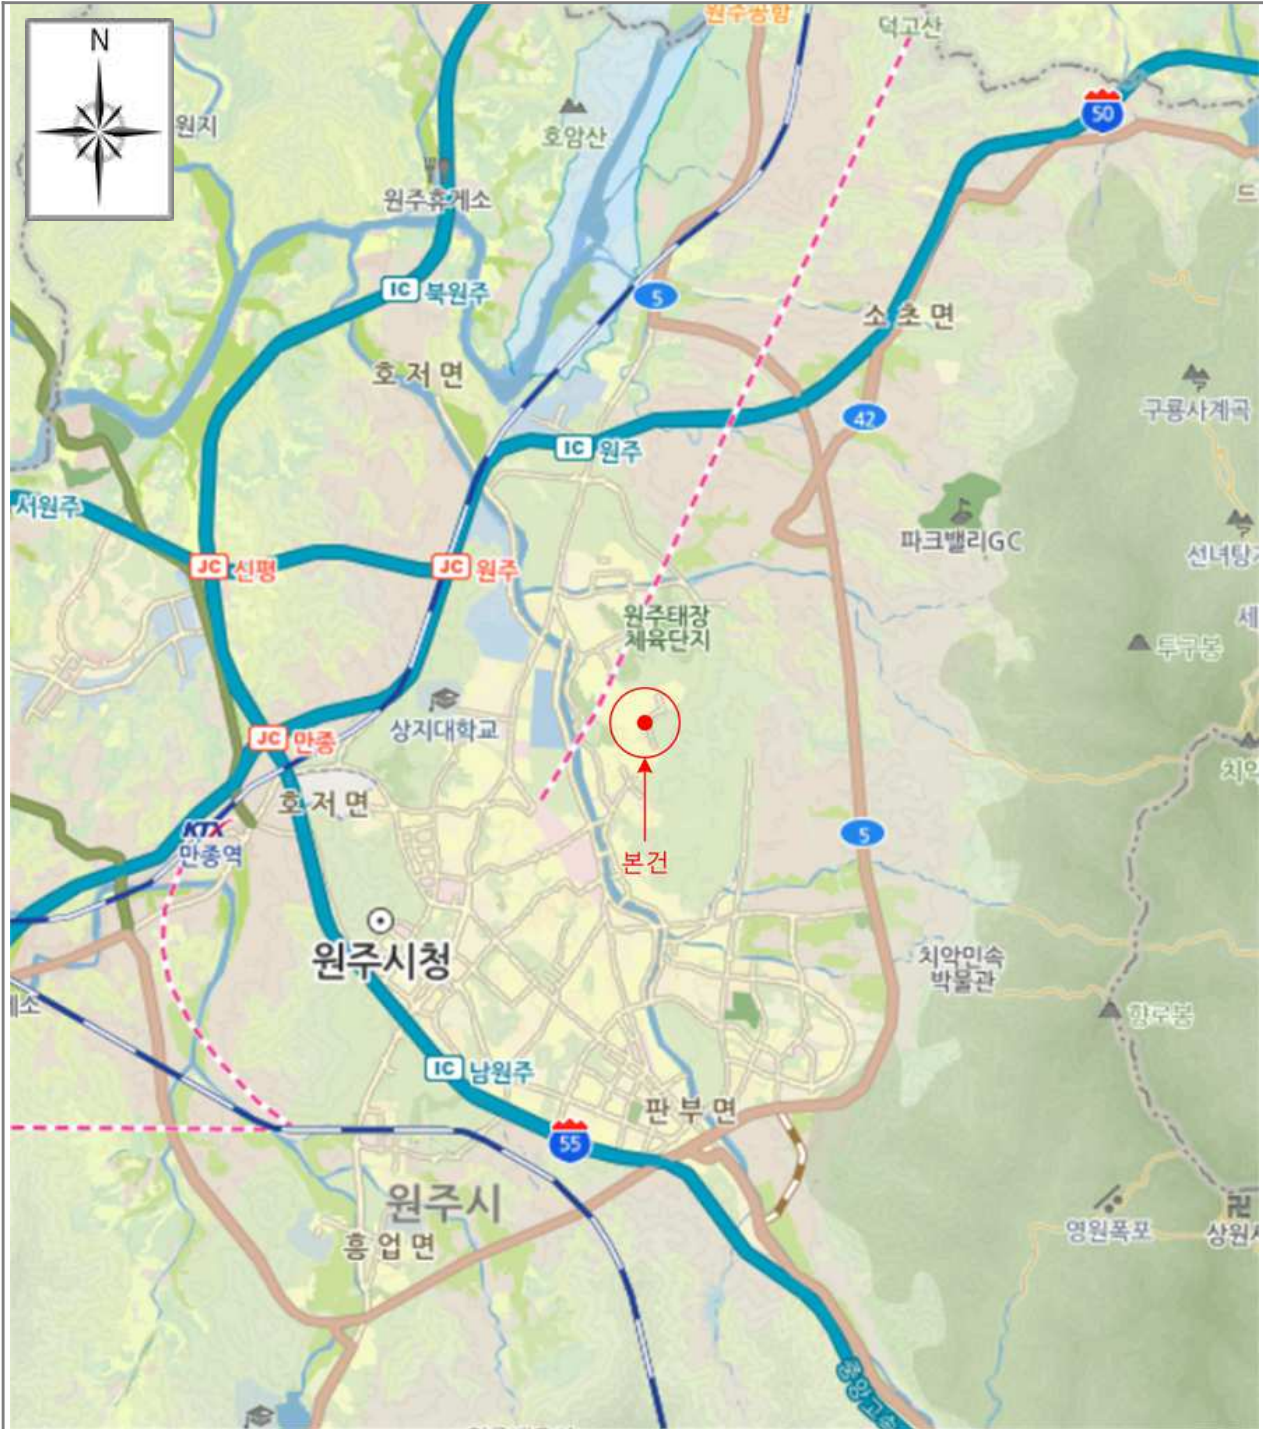 원주공항
덕고산
N
50
원지
호암산
원주휴게소
드
IC 북원주
5
소초면
호저면
구룡사계곡
42
IC 원주
서원주
파크밸리GC
JC 신평
JC 원주
원주태장
체육단지
세
투구봉
상지대학교
JC 만종
호저면
KTX
만종역
5
본건
원주시청
치악민속
박물관
향로봉
IC 남원주
판부면
55
원주시
영원폭포
흥업면